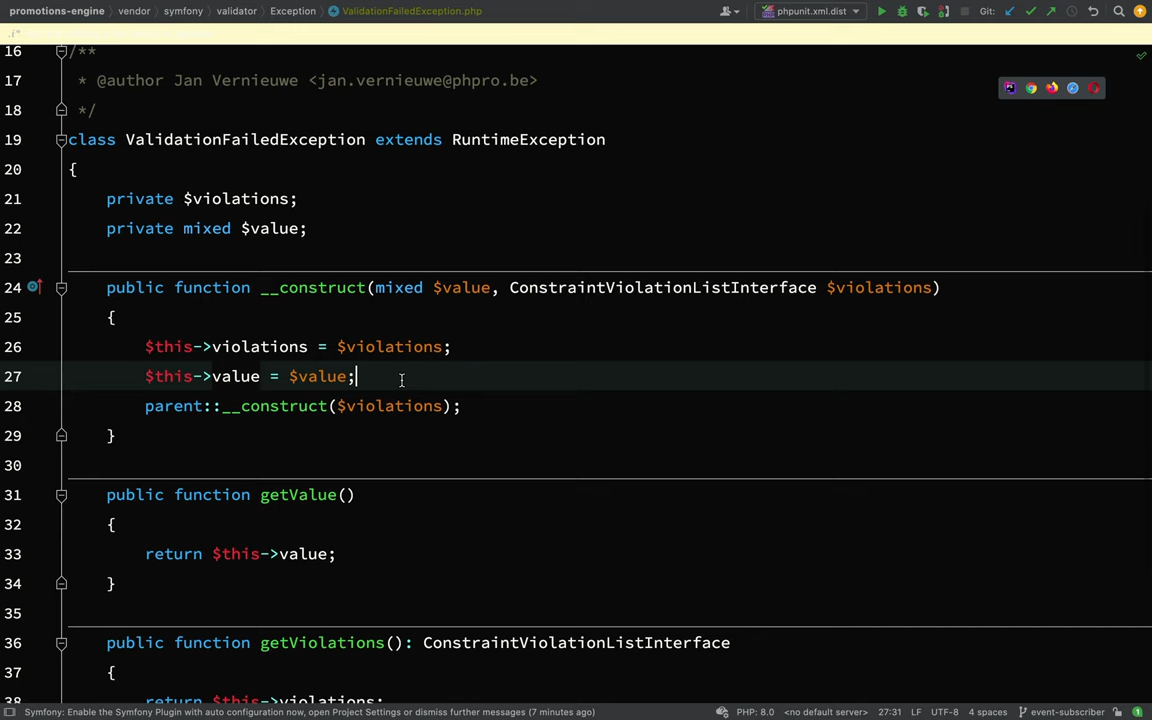 promotions-engine vendor symfony validator Exception ValidationFailedException.php phpunit.xml.dist Git:
16 /**
17 * @author Jan Vernieuwe <jan.vernieuwe@phpro.be>
18 */
19 class ValidationFailedException extends RuntimeException
20 {
21 private $violations;
22 private mixed $value;
23
24 public function __construct(mixed $value, ConstraintViolationListInterface $violations)
25 {
26 $this->violations = $violations;
27 $this->value = $value;
28 parent::__construct($violations);
29 }
30
31 public function getValue()
32 {
33 return $this->value;
34 }
35
36 public function getViolations(): ConstraintViolationListInterface
37 {
38 return $this->violations;
Symfony: Enable the Symfony Plugin with auto configuration now, open Project Settings or dismiss further messages (7 minutes ago) PHP: 8.0 <no default server> 27:31 LF UTF-8 4 spaces event-subscriber 1